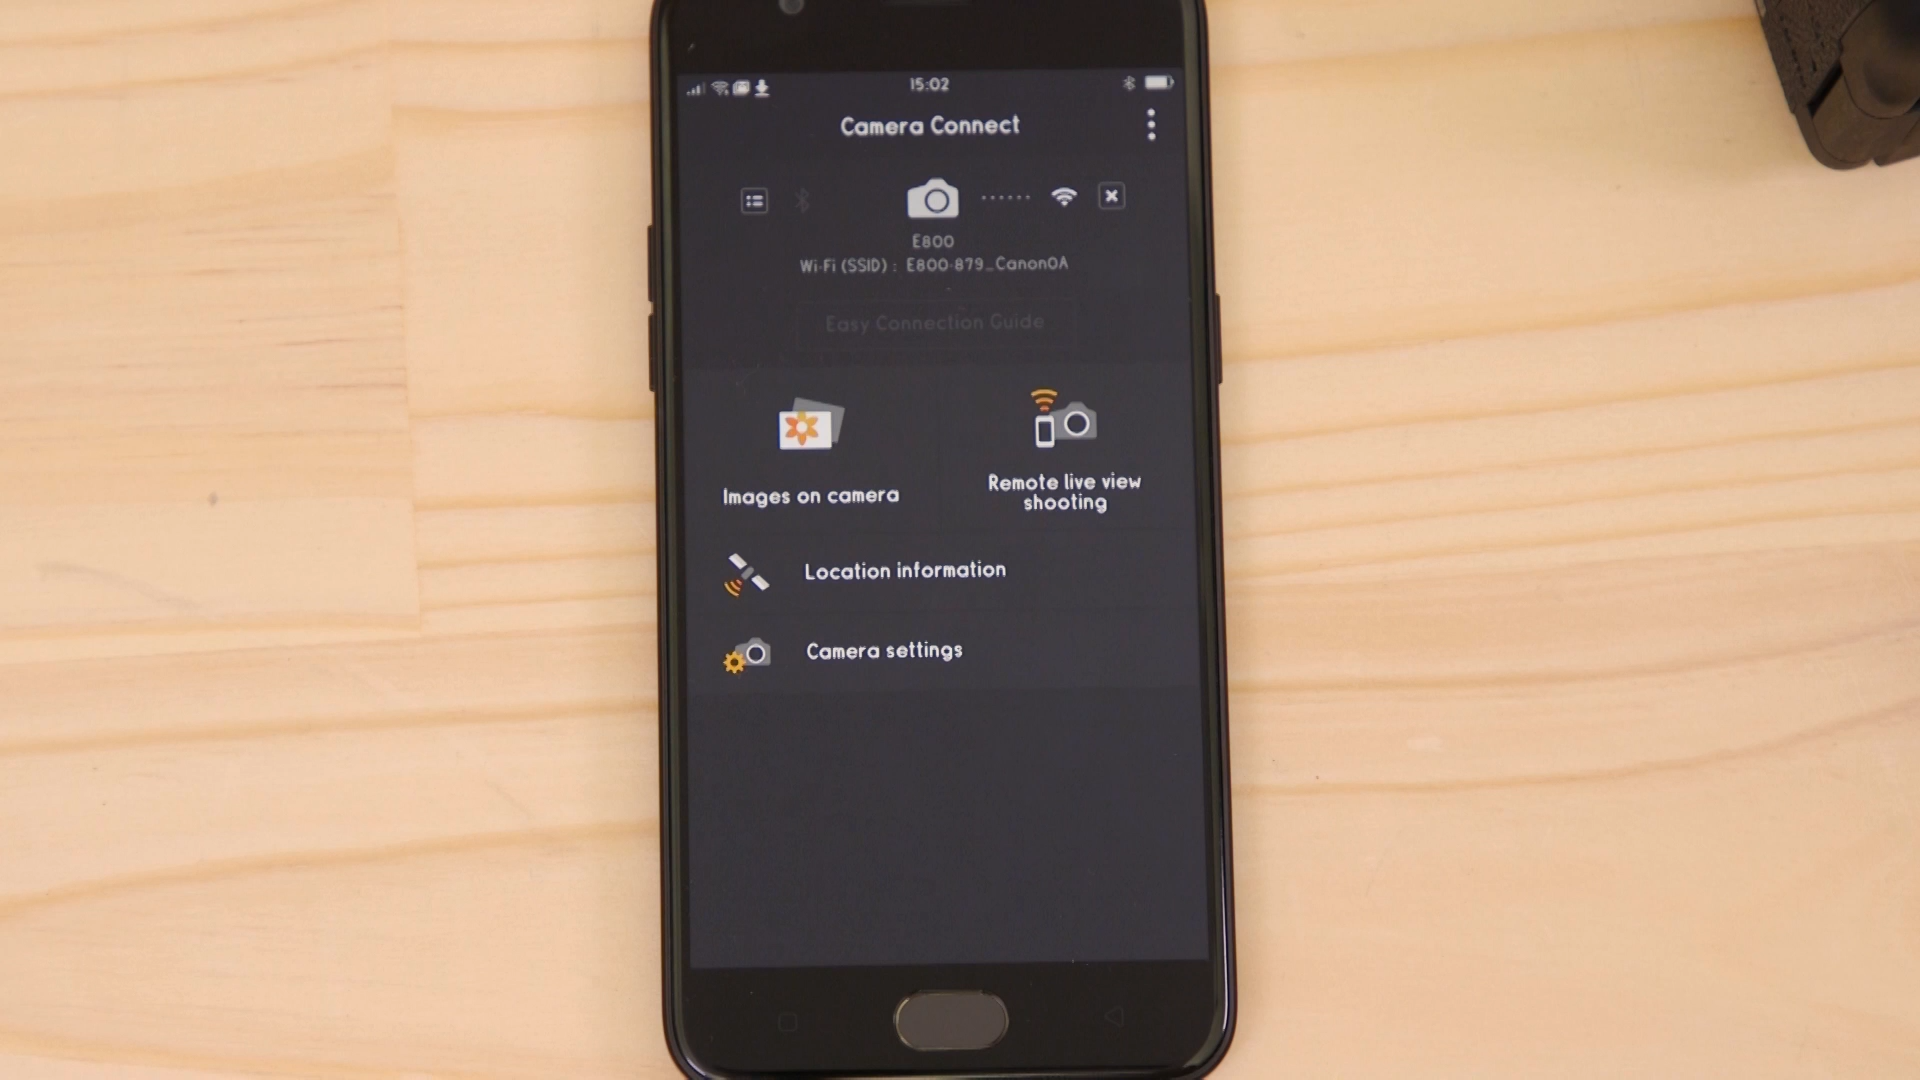 15:02
Camera Connect
E800
Wi-Fi (SSID) : E800-879_Canon0A
Easy Connection Guide
Images on camera
Remote live view
shooting
Location information
Camera settings